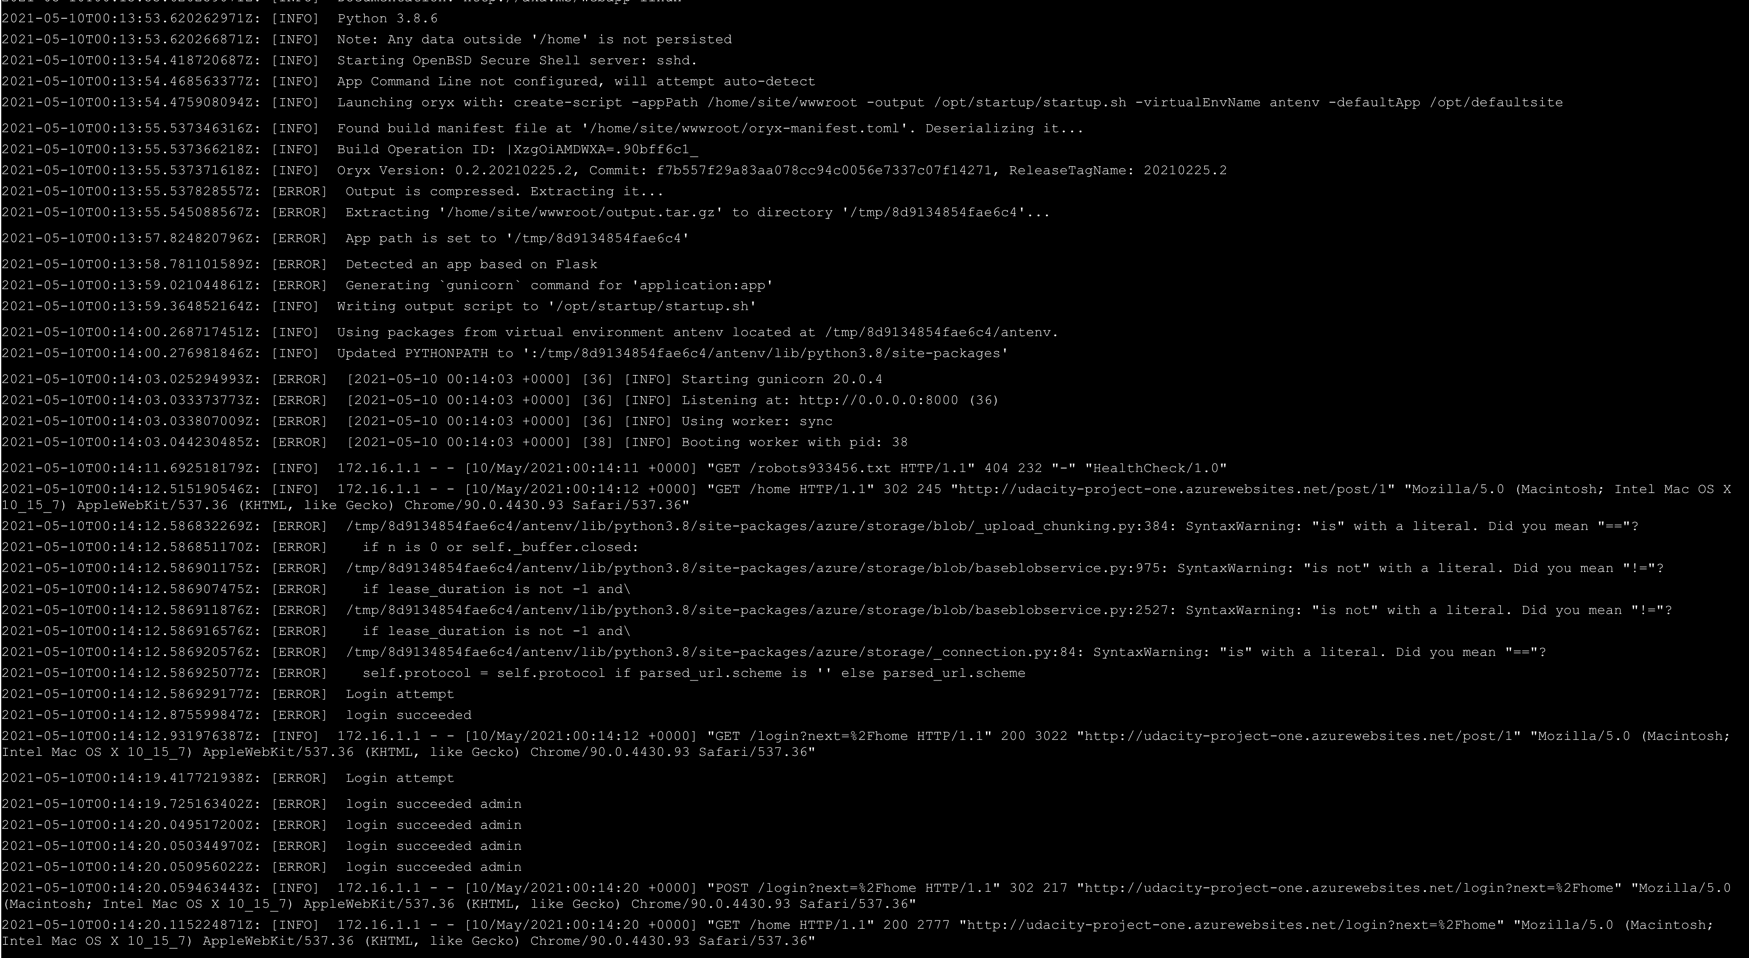 2021-05-10T00:13:53.620262971Z: [INFO]  Python 3.8.6
2021-05-10T00:13:53.620266871Z: [INFO]  Note: Any data outside '/home' is not persisted
2021-05-10T00:13:54.418720687Z: [INFO]  Starting OpenBSD Secure Shell server: sshd.
2021-05-10T00:13:54.468563377Z: [INFO]  App Command Line not configured, will attempt auto-detect
2021-05-10T00:13:54.475908094Z: [INFO]  Launching oryx with: create-script -appPath /home/site/wwwroot -output /opt/startup/startup.sh -virtualEnvName antenv -defaultApp /opt/defaultsite
2021-05-10T00:13:55.537346316Z: [INFO]  Found build manifest file at '/home/site/wwwroot/oryx-manifest.toml'. Deserializing it...
2021-05-10T00:13:55.537366218Z: [INFO]  Build Operation ID: |XzgOiAMDWXA=.90bff6c1_
2021-05-10T00:13:55.537371618Z: [INFO]  Oryx Version: 0.2.20210225.2, Commit: f7b557f29a83aa078cc94c0056e7337c07f14271, ReleaseTagName: 20210225.2
2021-05-10T00:13:55.537828557Z: [ERROR]  Output is compressed. Extracting it...
2021-05-10T00:13:55.545088567Z: [ERROR]  Extracting '/home/site/wwwroot/output.tar.gz' to directory '/tmp/8d9134854fae6c4'...
2021-05-10T00:13:57.824820796Z: [ERROR]  App path is set to '/tmp/8d9134854fae6c4'
2021-05-10T00:13:58.781101589Z: [ERROR]  Detected an app based on Flask
2021-05-10T00:13:59.021044861Z: [ERROR]  Generating `gunicorn` command for 'application:app'
2021-05-10T00:13:59.364852164Z: [INFO]  Writing output script to '/opt/startup/startup.sh'
2021-05-10T00:14:00.268717451Z: [INFO]  Using packages from virtual environment antenv located at /tmp/8d9134854fae6c4/antenv.
2021-05-10T00:14:00.276981846Z: [INFO]  Updated PYTHONPATH to ':/tmp/8d9134854fae6c4/antenv/lib/python3.8/site-packages'
2021-05-10T00:14:03.025294993Z: [ERROR]  [2021-05-10 00:14:03 +0000] [36] [INFO] Starting gunicorn 20.0.4
2021-05-10T00:14:03.033373773Z: [ERROR]  [2021-05-10 00:14:03 +0000] [36] [INFO] Listening at: http://0.0.0.0:8000 (36)
2021-05-10T00:14:03.033807009Z: [ERROR]  [2021-05-10 00:14:03 +0000] [36] [INFO] Using worker: sync
2021-05-10T00:14:03.044230485Z: [ERROR]  [2021-05-10 00:14:03 +0000] [38] [INFO] Booting worker with pid: 38
2021-05-10T00:14:11.692518179Z: [INFO]  172.16.1.1 - - [10/May/2021:00:14:11 +0000] "GET /robots933456.txt HTTP/1.1" 404 232 "-" "HealthCheck/1.0"
2021-05-10T00:14:12.515190546Z: [INFO]  172.16.1.1 - - [10/May/2021:00:14:12 +0000] "GET /home HTTP/1.1" 302 245 "http://udacity-project-one.azurewebsites.net/post/1" "Mozilla/5.0 (Macintosh; Intel Mac OS X
10_15_7) AppleWebKit/537.36 (KHTML, like Gecko) Chrome/90.0.4430.93 Safari/537.36"
2021-05-10T00:14:12.586832269Z: [ERROR]  /tmp/8d9134854fae6c4/antenv/lib/python3.8/site-packages/azure/storage/blob/_upload_chunking.py:384: SyntaxWarning: "is" with a literal. Did you mean "=="?
2021-05-10T00:14:12.586851170Z: [ERROR]    if n is 0 or self._buffer.closed:
2021-05-10T00:14:12.586901175Z: [ERROR]  /tmp/8d9134854fae6c4/antenv/lib/python3.8/site-packages/azure/storage/blob/baseblobservice.py:975: SyntaxWarning: "is not" with a literal. Did you mean "!="?
2021-05-10T00:14:12.586907475Z: [ERROR]    if lease_duration is not -1 and\
2021-05-10T00:14:12.586911876Z: [ERROR]  /tmp/8d9134854fae6c4/antenv/lib/python3.8/site-packages/azure/storage/blob/baseblobservice.py:2527: SyntaxWarning: "is not" with a literal. Did you mean "!="?
2021-05-10T00:14:12.586916576Z: [ERROR]    if lease_duration is not -1 and\
2021-05-10T00:14:12.586920576Z: [ERROR]  /tmp/8d9134854fae6c4/antenv/lib/python3.8/site-packages/azure/storage/_connection.py:84: SyntaxWarning: "is" with a literal. Did you mean "=="?
2021-05-10T00:14:12.586925077Z: [ERROR]    self.protocol = self.protocol if parsed_url.scheme is '' else parsed_url.scheme
2021-05-10T00:14:12.586929177Z: [ERROR]  Login attempt
2021-05-10T00:14:12.875599847Z: [ERROR]  login succeeded
2021-05-10T00:14:12.931976387Z: [INFO]  172.16.1.1 - - [10/May/2021:00:14:12 +0000] "GET /login?next=%2Fhome HTTP/1.1" 200 3022 "http://udacity-project-one.azurewebsites.net/post/1" "Mozilla/5.0 (Macintosh;
Intel Mac OS X 10_15_7) AppleWebKit/537.36 (KHTML, like Gecko) Chrome/90.0.4430.93 Safari/537.36"
2021-05-10T00:14:19.417721938Z: [ERROR]  Login attempt
2021-05-10T00:14:19.725163402Z: [ERROR]  login succeeded admin
2021-05-10T00:14:20.049517200Z: [ERROR]  login succeeded admin
2021-05-10T00:14:20.050344970Z: [ERROR]  login succeeded admin
2021-05-10T00:14:20.050956022Z: [ERROR]  login succeeded admin
2021-05-10T00:14:20.059463443Z: [INFO]  172.16.1.1 - - [10/May/2021:00:14:20 +0000] "POST /login?next=%2Fhome HTTP/1.1" 302 217 "http://udacity-project-one.azurewebsites.net/login?next=%2Fhome" "Mozilla/5.0
(Macintosh; Intel Mac OS X 10_15_7) AppleWebKit/537.36 (KHTML, like Gecko) Chrome/90.0.4430.93 Safari/537.36"
2021-05-10T00:14:20.115224871Z: [INFO]  172.16.1.1 - - [10/May/2021:00:14:20 +0000] "GET /home HTTP/1.1" 200 2777 "http://udacity-project-one.azurewebsites.net/login?next=%2Fhome" "Mozilla/5.0 (Macintosh;
Intel Mac OS X 10_15_7) AppleWebKit/537.36 (KHTML, like Gecko) Chrome/90.0.4430.93 Safari/537.36"